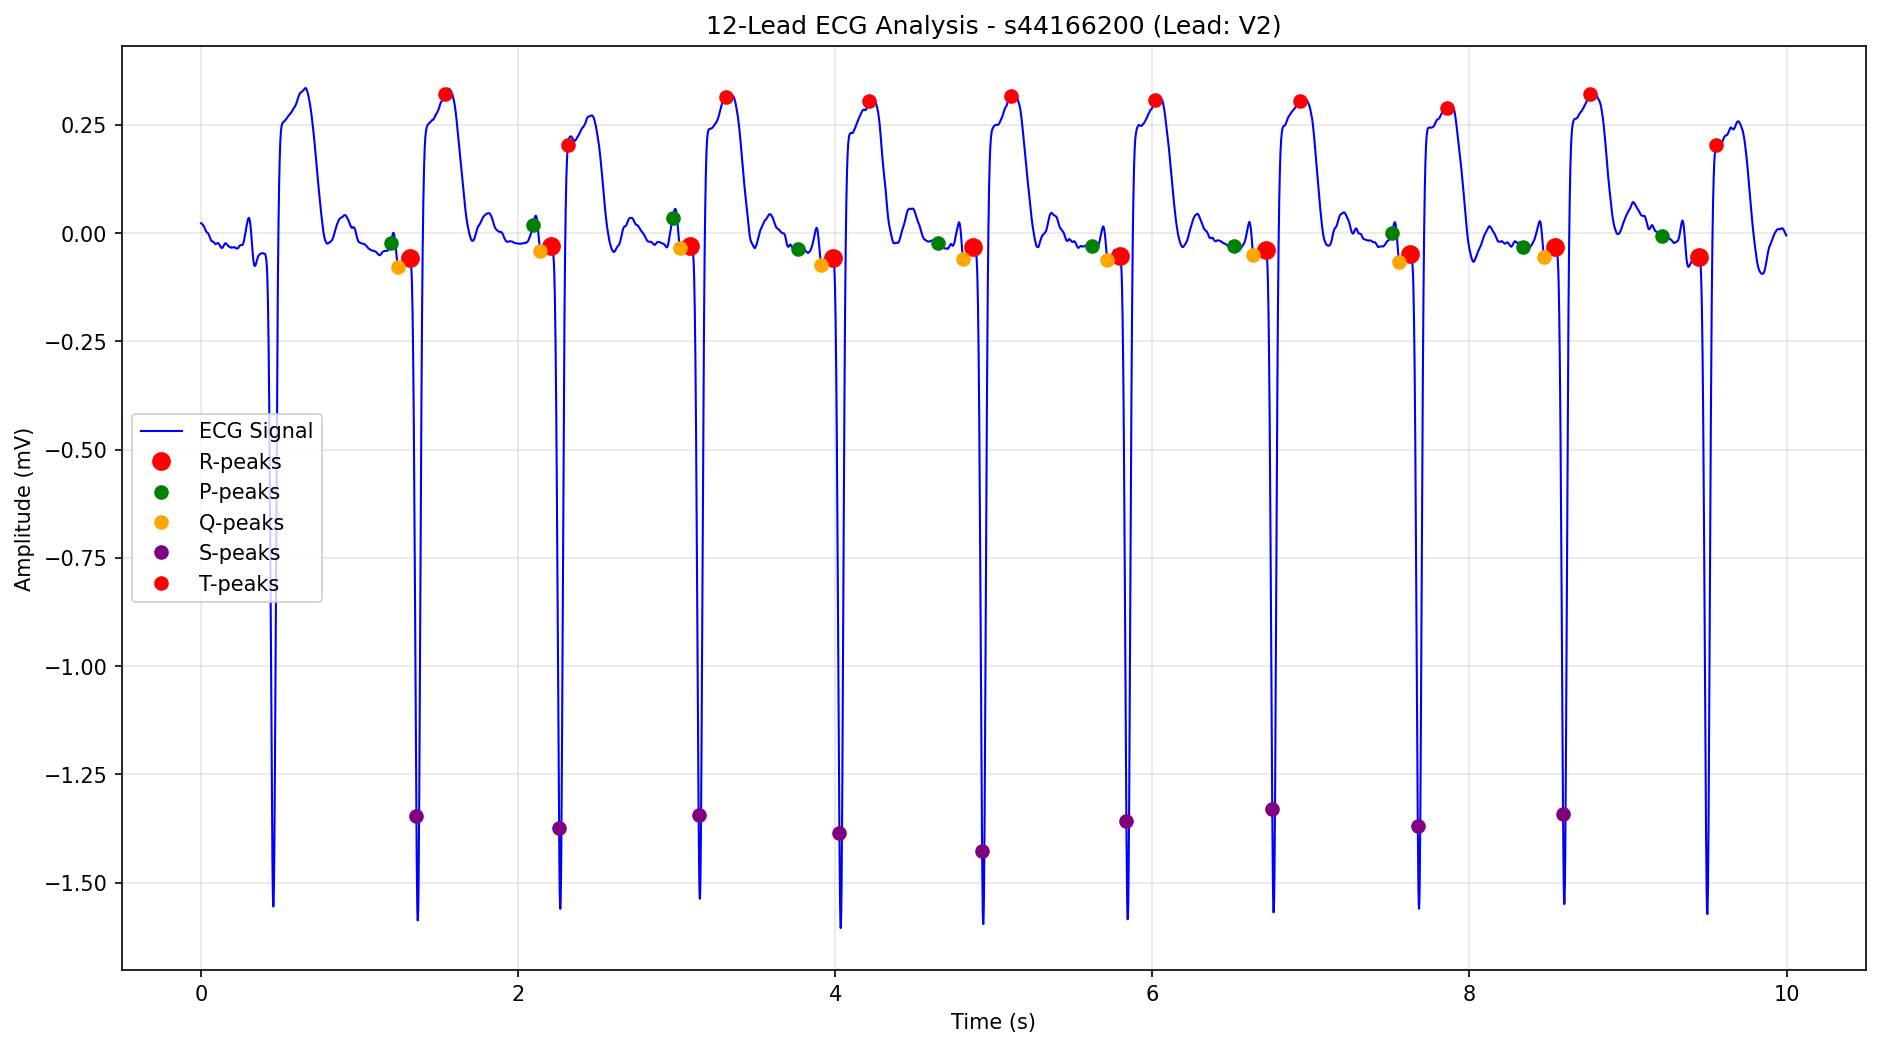 12-Lead ECG Analysis - s44166200 (Lead: V2)
0.25
0.00
−0.25
−0.50
−0.75
−1.00
−1.25
−1.50
Amplitude (mV)
ECG Signal
R-peaks
P-peaks
Q-peaks
S-peaks
T-peaks
0 2 4 6 8 10
Time (s)